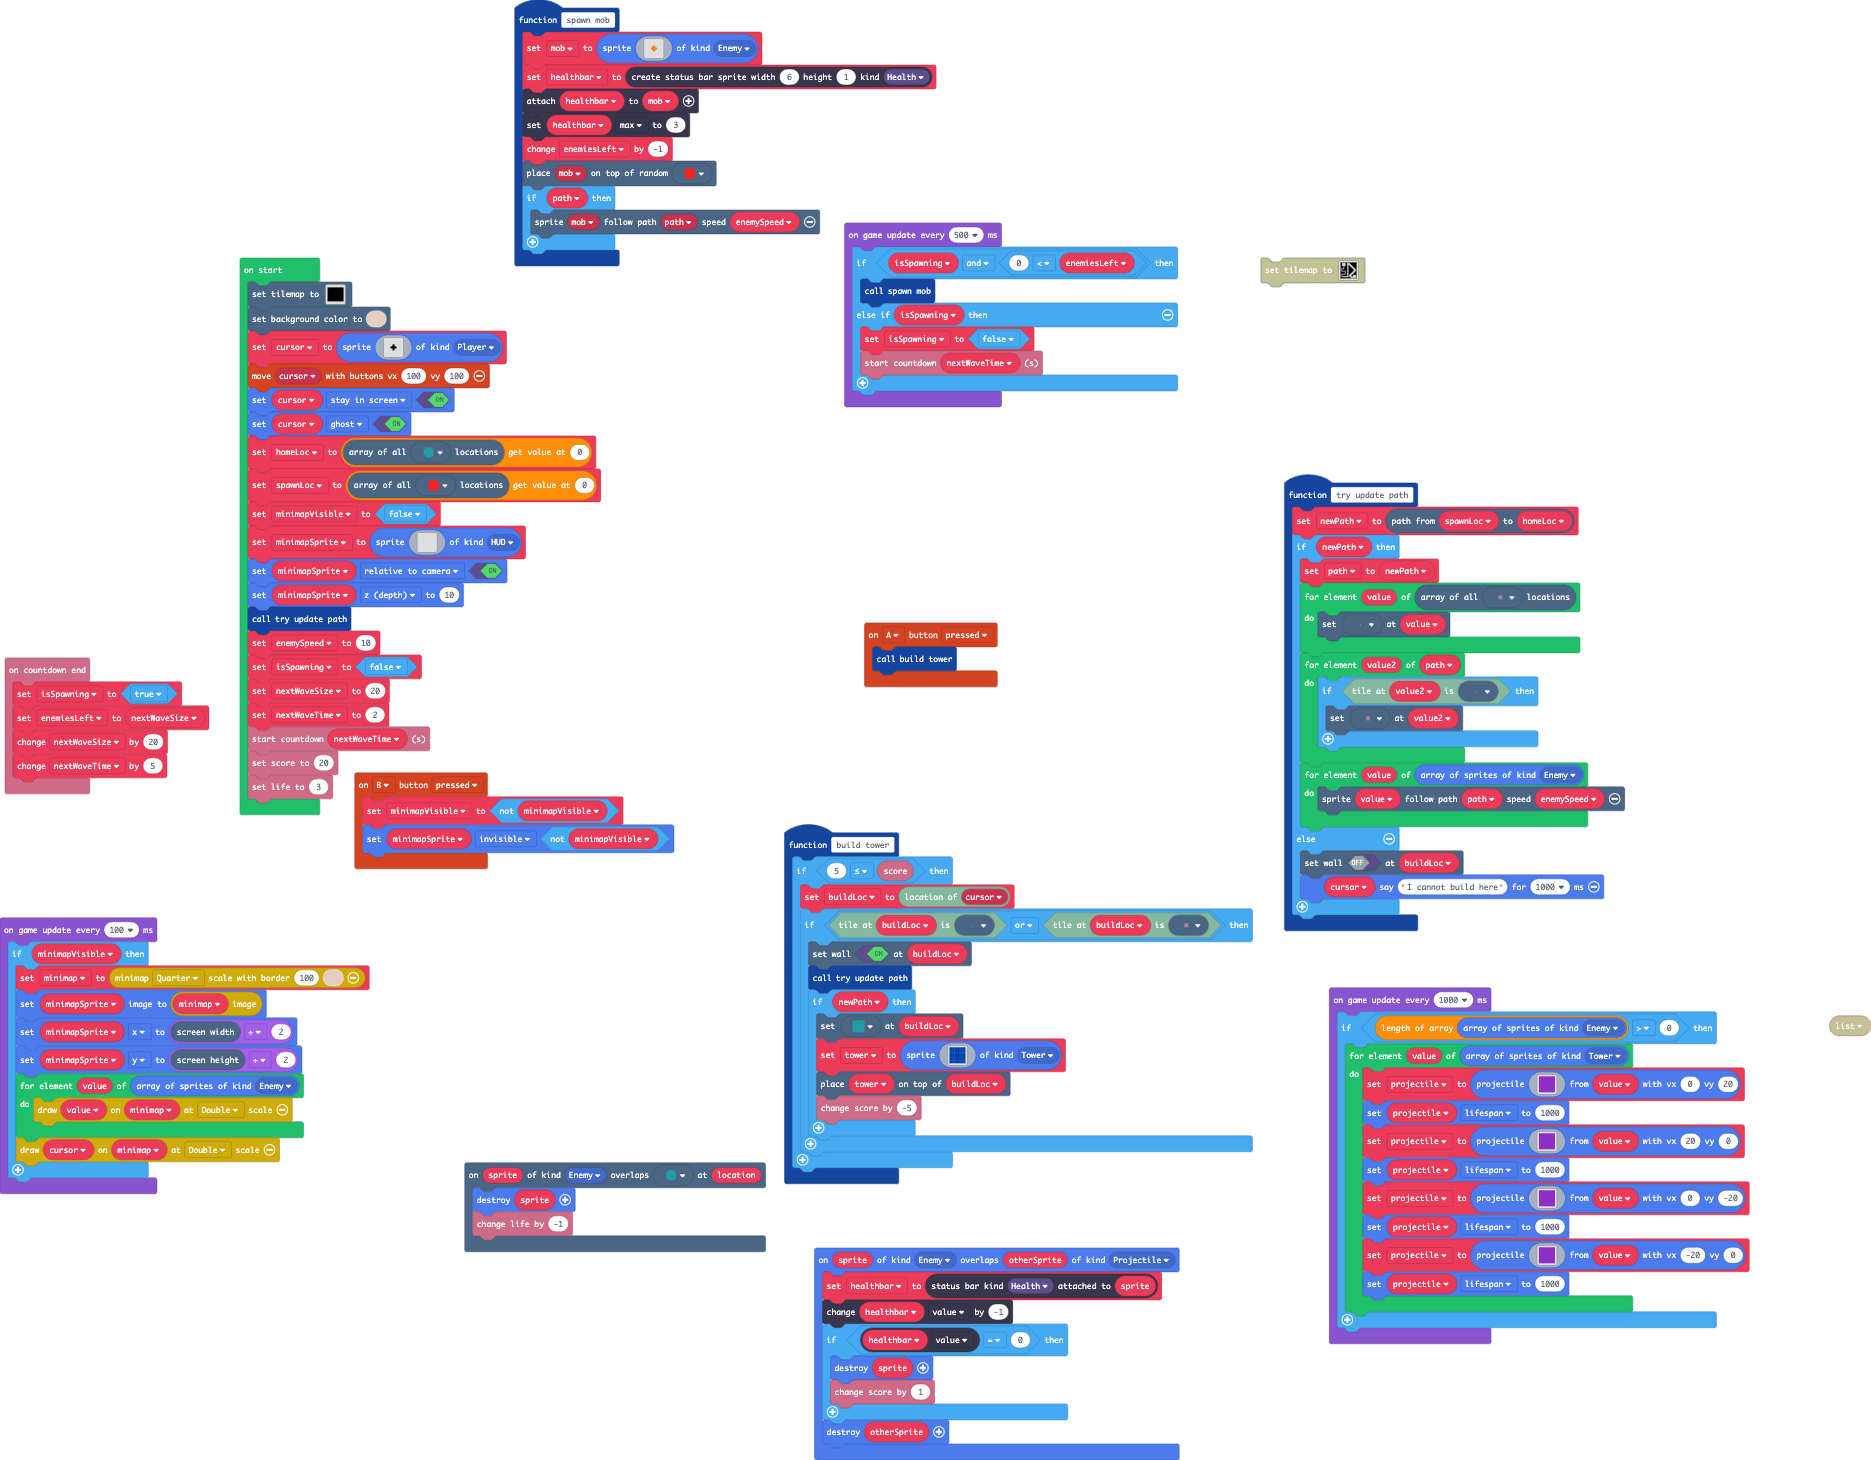 function spawn mob
set mob to sprite of kind Enemy
set healthbar to create status bar sprite width 6 height 1 kind Health
attach healthbar to mob
set healthbar max to 3
change enemiesLeft by -1
place mob on top of random
if path then
sprite mob follow path path speed enemySpeed
on game update every 500 ms
if isSpawning and 0 < enemiesLeft then
call spawn mob
else if isSpawning then
set isSpawning to false
start countdown nextWaveTime (s)
set tilemap to
on start
set tilemap to
set background color to
set cursor to sprite of kind Player
move cursor with buttons vx 100 vy 100
set cursor stay in screen ON
set cursor ghost ON
set homeLoc to array of all locations get value at 0
set spawnLoc to array of all locations get value at 0
set minimapVisible to false
set minimapSprite to sprite of kind HUD
set minimapSprite relative to camera ON
set minimapSprite z (depth) to 10
call try update path
set enemySpeed to 10
set isSpawning to false
set nextWaveSize to 20
set nextWaveTime to 2
start countdown nextWaveTime (s)
set score to 20
set life to 3
on countdown end
set isSpawning to true
set enemiesLeft to nextWaveSize
change nextWaveSize by 20
change nextWaveTime by 5
on B button pressed
set minimapVisible to not minimapVisible
set minimapSprite invisible not minimapVisible
on A button pressed
call build tower
function try update path
set newPath to path from spawnLoc to homeLoc
if newPath then
set path to newPath
for element value of array of all locations
do set at value
for element value2 of path
do if tile at value2 is then
set at value2
for element value of array of sprites of kind Enemy
do sprite value follow path path speed enemySpeed
else
set wall OFF at buildLoc
cursor say "I cannot build here" for 1000 ms
function build tower
if 5 ≤ score then
set buildLoc to location of cursor
if tile at buildLoc is or tile at buildLoc is then
set wall ON at buildLoc
call try update path
if newPath then
set at buildLoc
set tower to sprite of kind Tower
place tower on top of buildLoc
change score by -5
on game update every 100 ms
if minimapVisible then
set minimap to minimap Quarter scale with border 100
set minimapSprite image to minimap image
set minimapSprite x to screen width ÷ 2
set minimapSprite y to screen height ÷ 2
for element value of array of sprites of kind Enemy
do draw value on minimap at Double scale
draw cursor on minimap at Double scale
on sprite of kind Enemy overlaps at location
destroy sprite
change life by -1
on game update every 1000 ms
if length of array array of sprites of kind Enemy > 0 then
for element value of array of sprites of kind Tower
do set projectile to projectile from value with vx 0 vy 20
set projectile lifespan to 1000
set projectile to projectile from value with vx 20 vy 0
set projectile lifespan to 1000
set projectile to projectile from value with vx 0 vy -20
set projectile lifespan to 1000
set projectile to projectile from value with vx -20 vy 0
set projectile lifespan to 1000
list
on sprite of kind Enemy overlaps otherSprite of kind Projectile
set healthbar to status bar kind Health attached to sprite
change healthbar value by -1
if healthbar value = 0 then
destroy sprite
change score by 1
destroy otherSprite